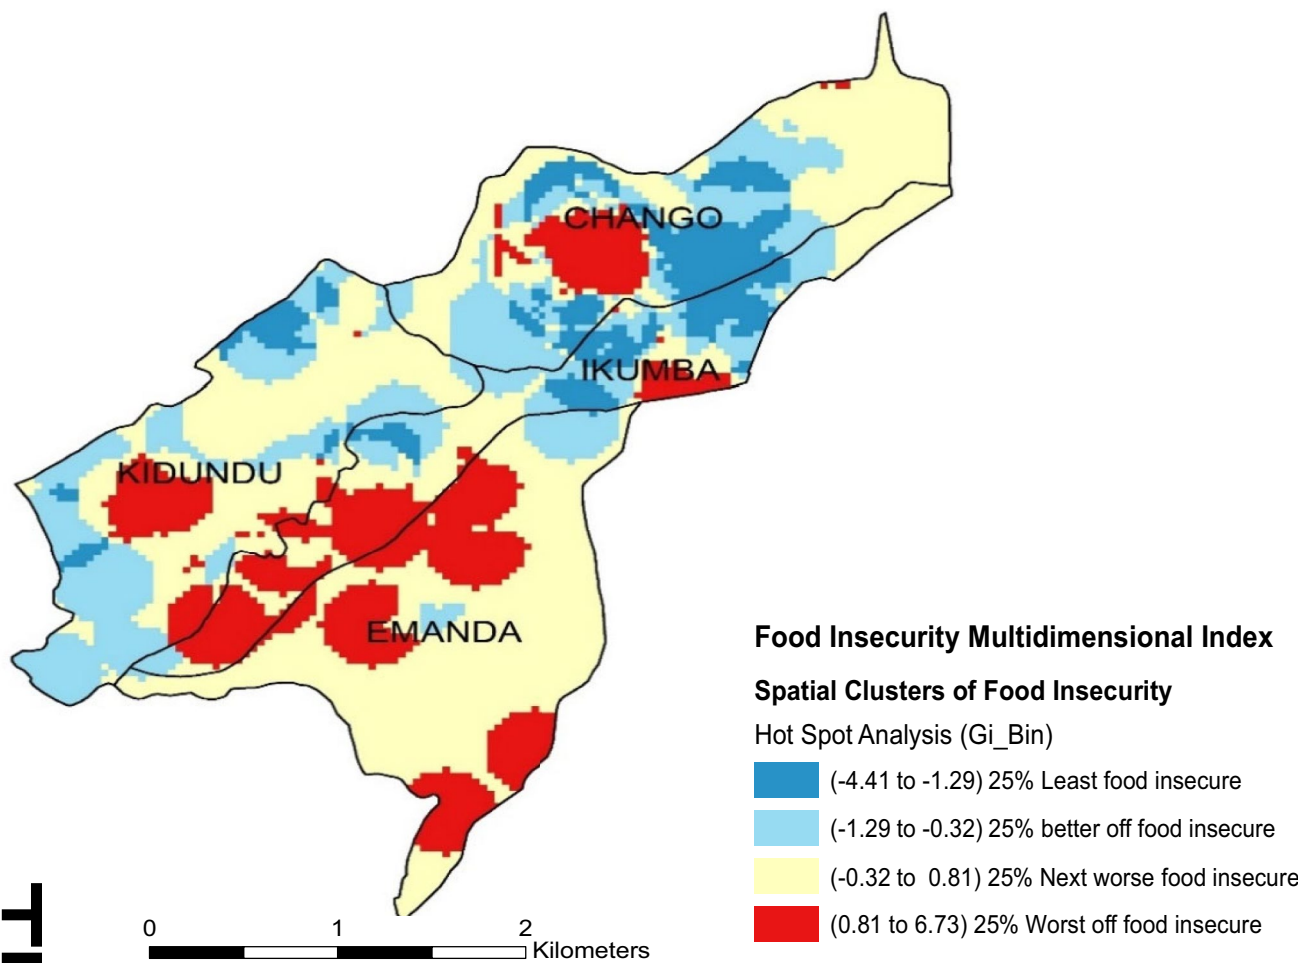 CHANGO
IKUMBA
KIDUNDU
EMANDA
Food Insecurity Multidimensional Index
Spatial Clusters of Food Insecurity
Hot Spot Analysis (Gi_Bin)
(-4.41 to -1.29) 25% Least food insecure
(-1.29 to -0.32) 25% better off food insecure
(-0.32 to 0.81) 25% Next worse food insecure
(0.81 to 6.73) 25% Worst off food insecure
0 1 2
Kilometers